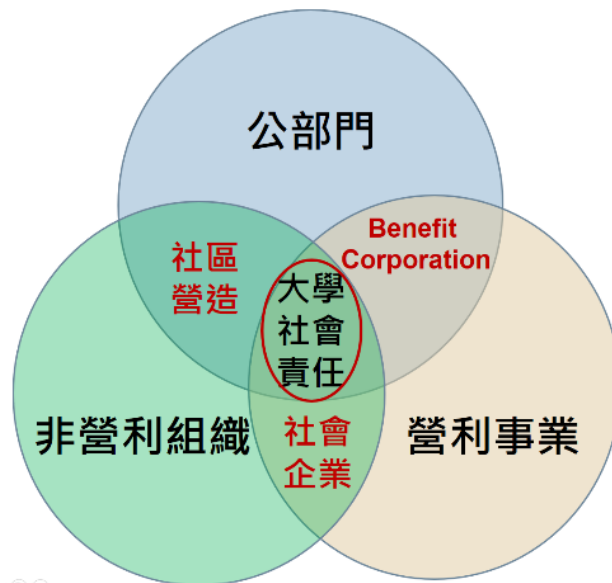 公部門
社區
營造
Benefit
Corporation
大學
社會
責任
非營利組織
社會
企業
營利事業